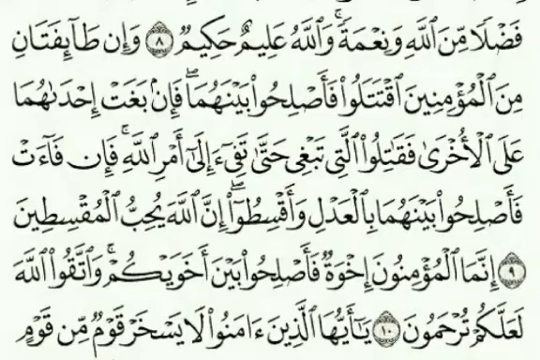 فَضْلًا مِّنَ ٱللَّهِ وَنِعْمَةً ۚ وَٱللَّهُ عَلِيمٌ حَكِيمٌ ٨ وَإِن طَآئِفَتَانِ
مِنَ ٱلْمُؤْمِنِينَ ٱقْتَتَلُوا۟ فَأَصْلِحُوا۟ بَيْنَهُمَا ۖ فَإِنۢ بَغَتْ إِحْدَىٰهُمَا
عَلَى ٱلْأُخْرَىٰ فَقَٰتِلُوا۟ ٱلَّتِى تَبْغِى حَتَّىٰ تَفِىٓءَ إِلَىٰٓ أَمْرِ ٱللَّهِ ۚ فَإِن فَآءَتْ
فَأَصْلِحُوا۟ بَيْنَهُمَا بِٱلْعَدْلِ وَأَقْسِطُوٓا۟ ۖ إِنَّ ٱللَّهَ يُحِبُّ ٱلْمُقْسِطِينَ
٩ إِنَّمَا ٱلْمُؤْمِنُونَ إِخْوَةٌ فَأَصْلِحُوا۟ بَيْنَ أَخَوَيْكُمْ ۚ وَٱتَّقُوا۟ ٱللَّهَ
لَعَلَّكُمْ تُرْحَمُونَ ١٠ يَٰٓأَيُّهَا ٱلَّذِينَ ءَامَنُوا۟ لَا يَسْخَرْ قَوْمٌ مِّن قَوْمٍ